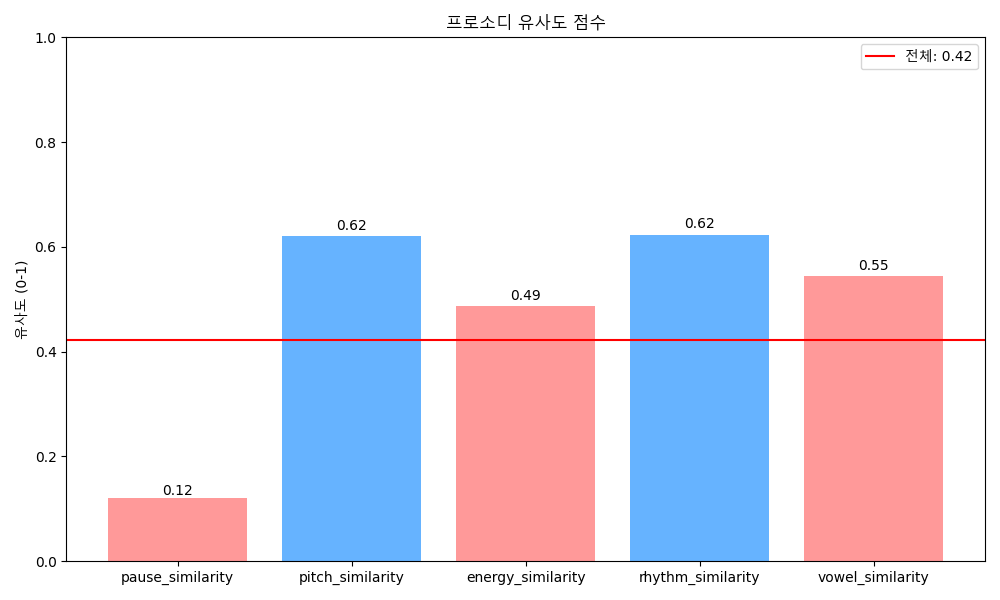 프로소디 유사도 점수
전체: 0.42
유사도 (0-1)
1.0
0.8
0.6
0.4
0.2
0.0
0.12
0.62
0.49
0.62
0.55
pause_similarity
pitch_similarity
energy_similarity
rhythm_similarity
vowel_similarity